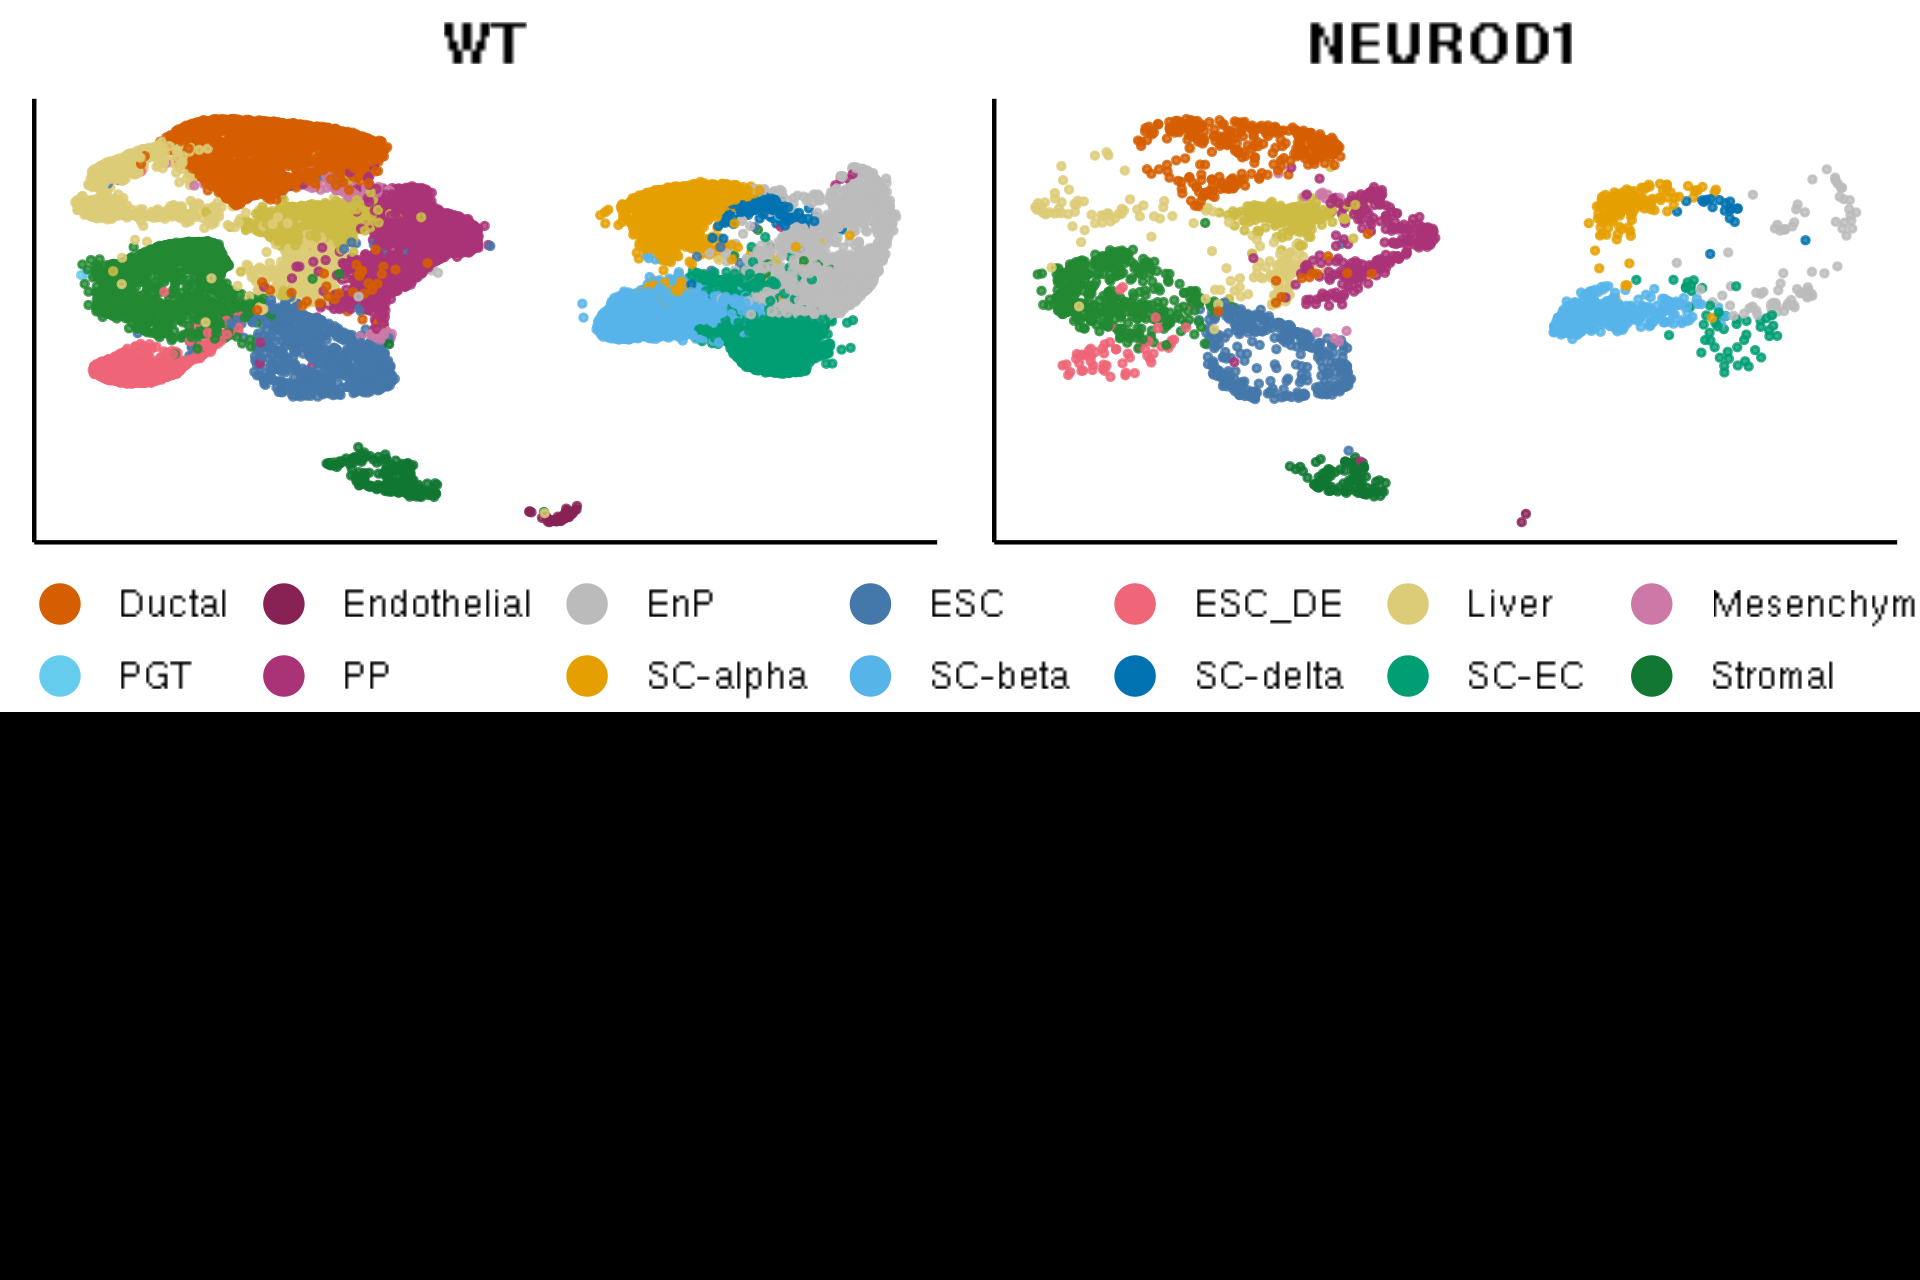 WT NEUROD1
Ductal Endothelial EnP ESC ESC_DE Liver Mesenchym
PGT PP SC-alpha SC-beta SC-delta SC-EC Stromal